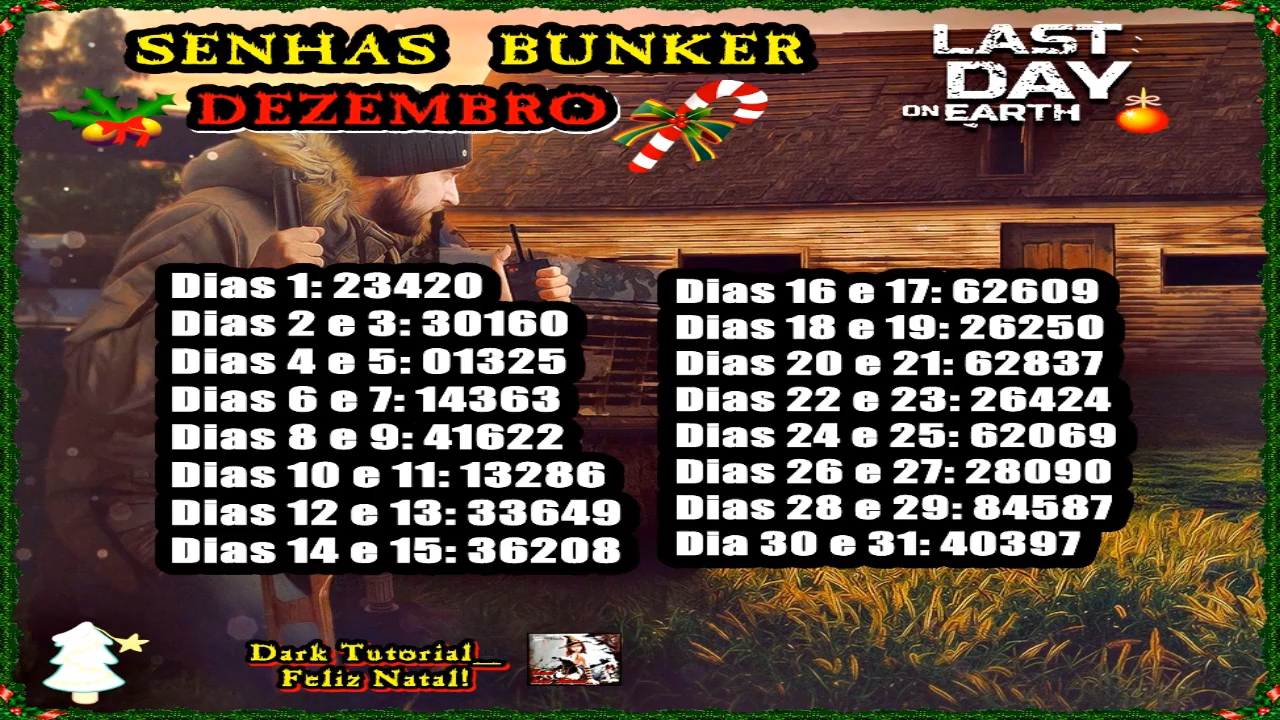 SENHAS BUNKER
DEZEMBRO
LAST
DAY
ON EARTH
Dias 1: 23420
Dias 2 e 3: 30160
Dias 4 e 5: 01325
Dias 6 e 7: 14363
Dias 8 e 9: 41622
Dias 10 e 11: 13286
Dias 12 e 13: 33649
Dias 14 e 15: 36208
Dias 16 e 17: 62609
Dias 18 e 19: 26250
Dias 20 e 21: 62837
Dias 22 e 23: 26424
Dias 24 e 25: 62069
Dias 26 e 27: 28090
Dias 28 e 29: 84587
Dia 30 e 31: 40397
Dark Tutorial__
Feliz Natal!